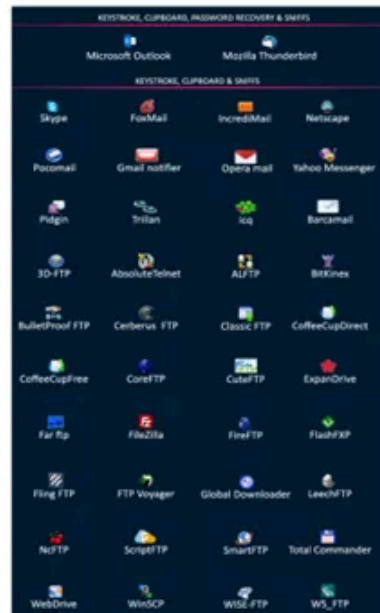 KEYSTROKE, CLIPBOARD, PASSWORD RECOVERY & SNIFFS
Microsoft Outlook Mozilla Thunderbird
KEYSTROKE, CLIPBOARD & SNIFFS
Skype FoxMail IncrediMail Netscape
Pocomail Gmail notifier Opera mail Yahoo Messenger
Pidgin Trillan icq Barcamail
3D-FTP AbsoluteTelnet ALFTP BitKinex
BulletProof FTP Cerberus FTP Classic FTP CoffeeCupDirect
CoffeeCupFree CoreFTP CuteFTP ExpanDrive
Far ftp FileZilla FireFTP FlashFXP
Fling FTP FTP Voyager Global Downloader LeechFTP
NcFTP ScriptFTP SmartFTP Total Commander
WebDrive WinSCP WISE-FTP WS_FTP